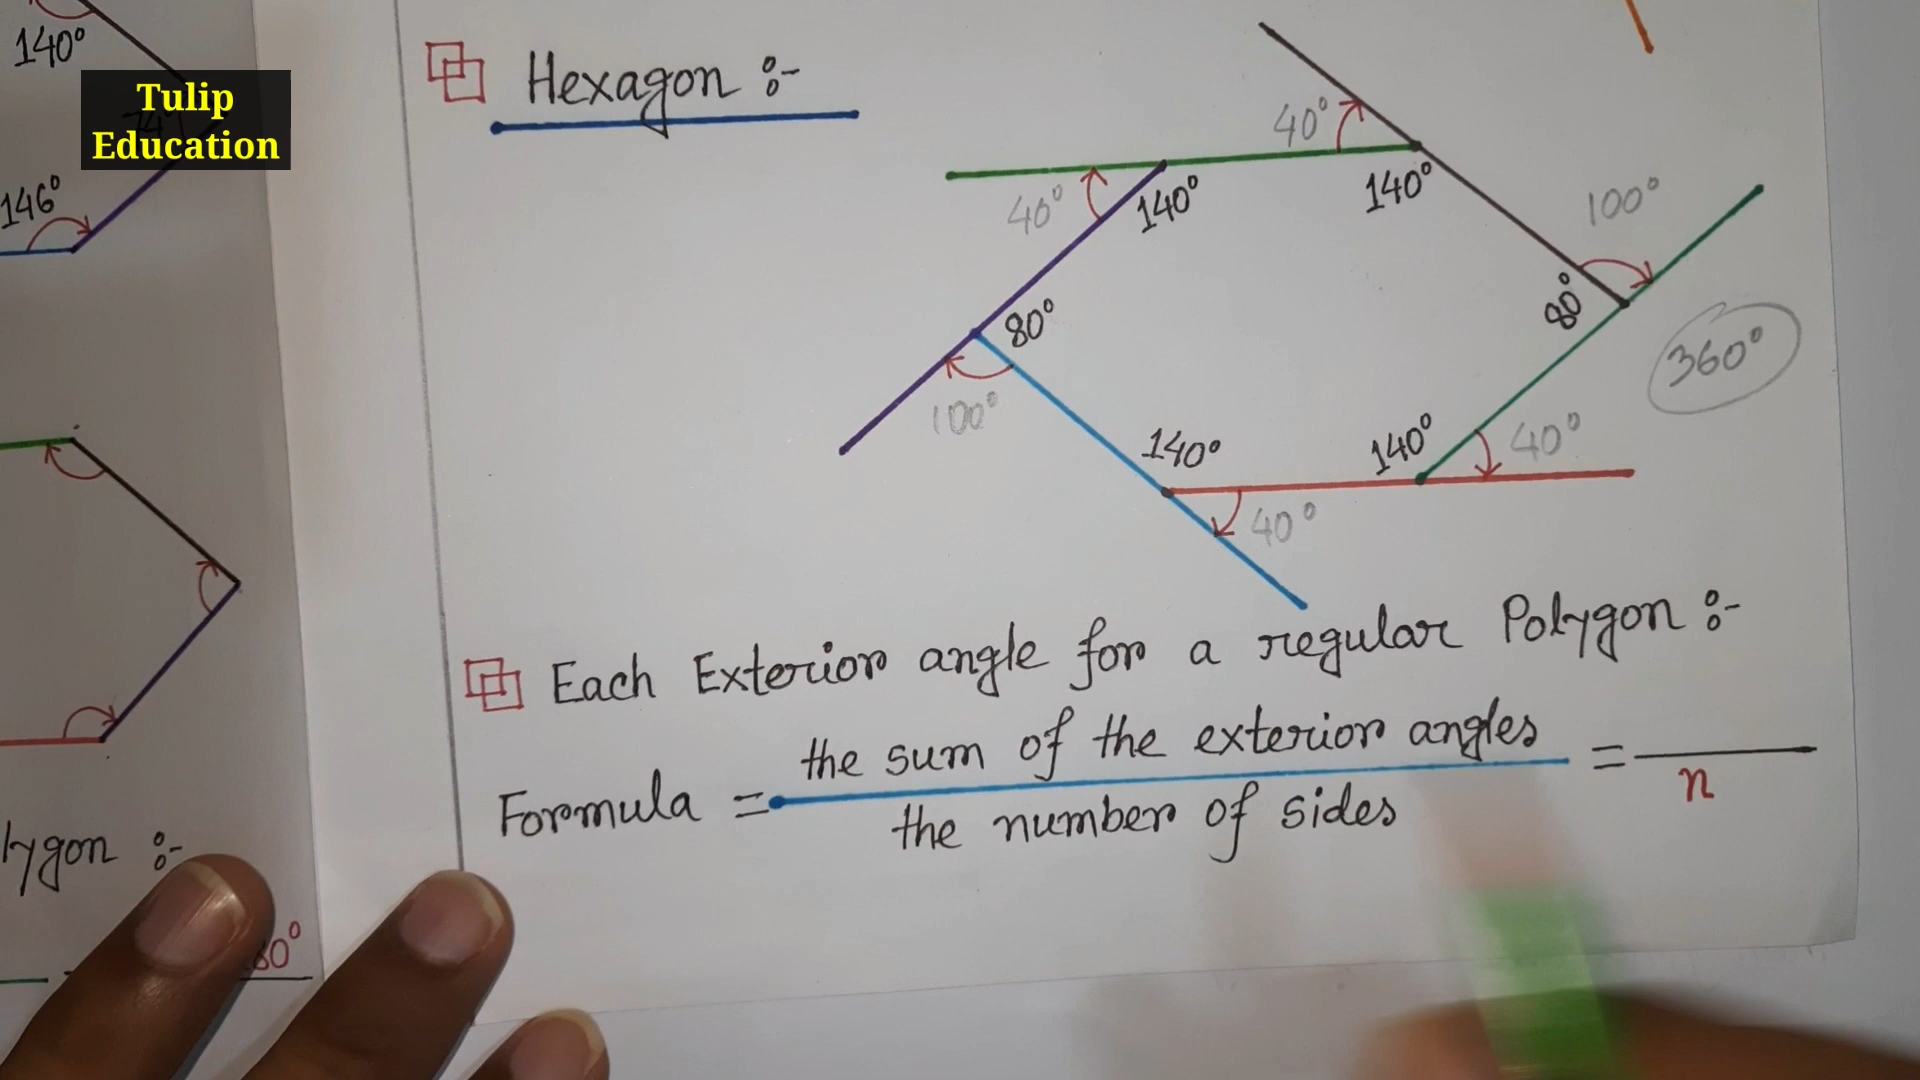 140°
Tulip
Education
146°
lygon :-
Hexagon :-
40°
40°
140°
140°
100°
80°
80°
360°
100°
140°
140°
40°
40°
Each Exterior angle for a regular Polygon :-
Formula = the sum of the exterior angles
the number of sides
= n